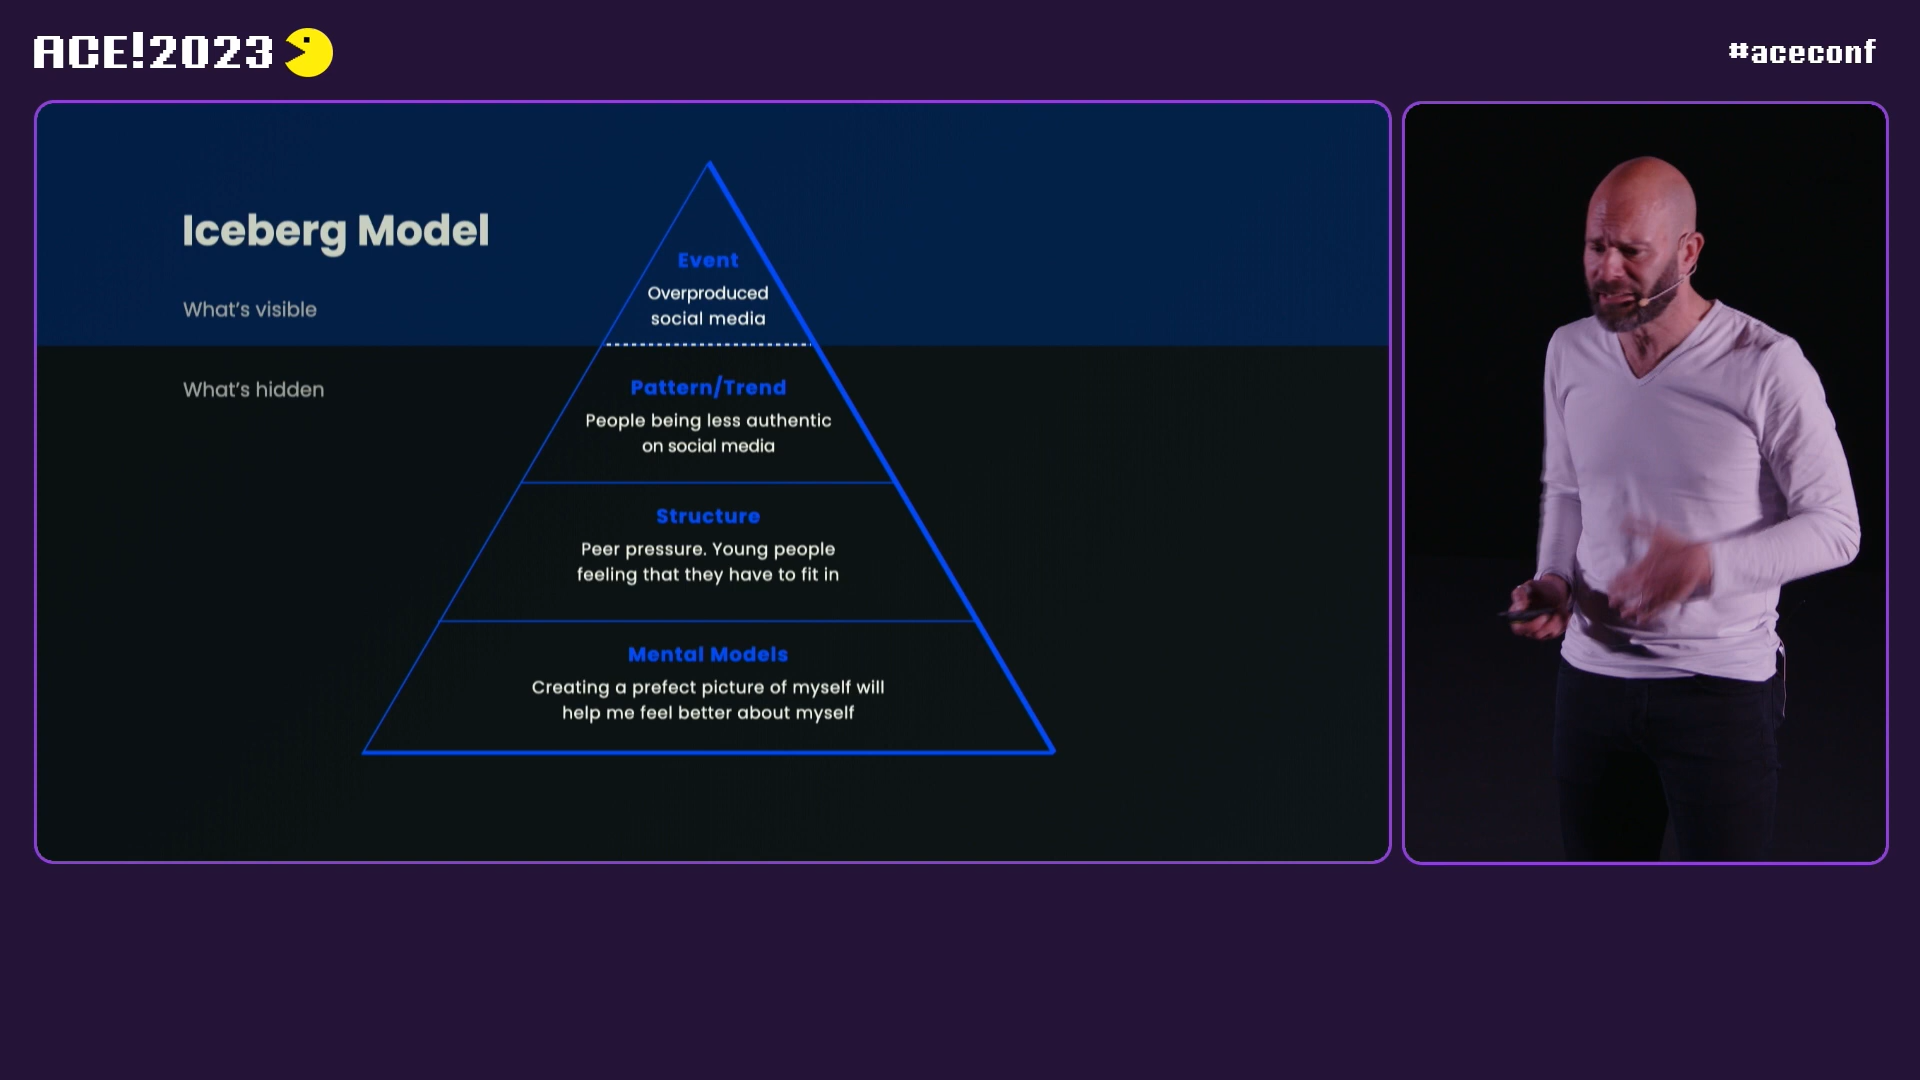 ACE!2023
#aceconf
Iceberg Model
What's visible
What's hidden
Event
Overproduced
social media
Pattern/Trend
People being less authentic
on social media
Structure
Peer pressure. Young people
feeling that they have to fit in
Mental Models
Creating a prefect picture of myself will
help me feel better about myself